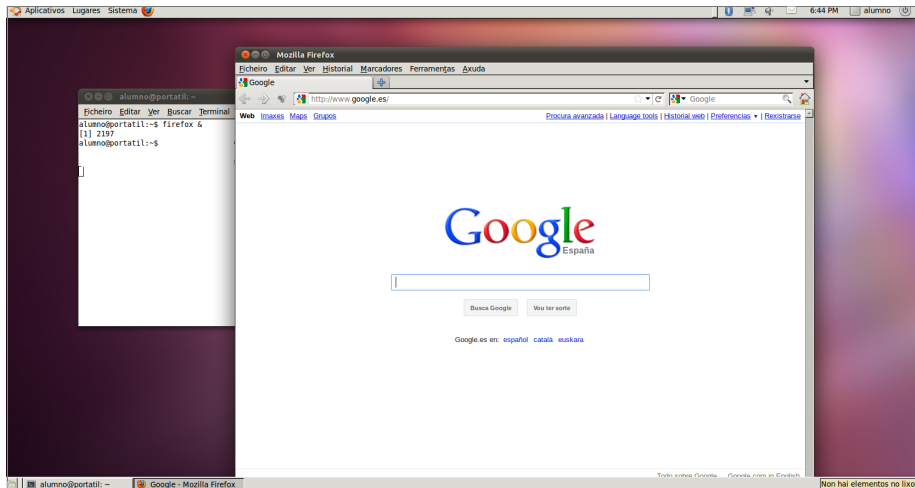 Aplicativos Lugares Sistema 6:44 PM alumno
Mozilla Firefox
Ficheiro Editar Ver Historial Marcadores Ferramentas Axuda
Google
http://www.google.es/ Google
Web Imaxes Maps Grupos Procura avanzada | Language tools | Historial web | Preferencias | Rexistrarse
alumno@portatil: ~
Ficheiro Editar Ver Buscar Terminal
alumno@portatil:~$ firefox &
[1] 2197
alumno@portatil:~$
Google
España
Busca Google Vou ter sorte
Google.es en: español català euskara
Todo sobre Google Google.com in English
alumno@portatil: ~ Google - Mozilla Firefox Non hai elementos no lixo